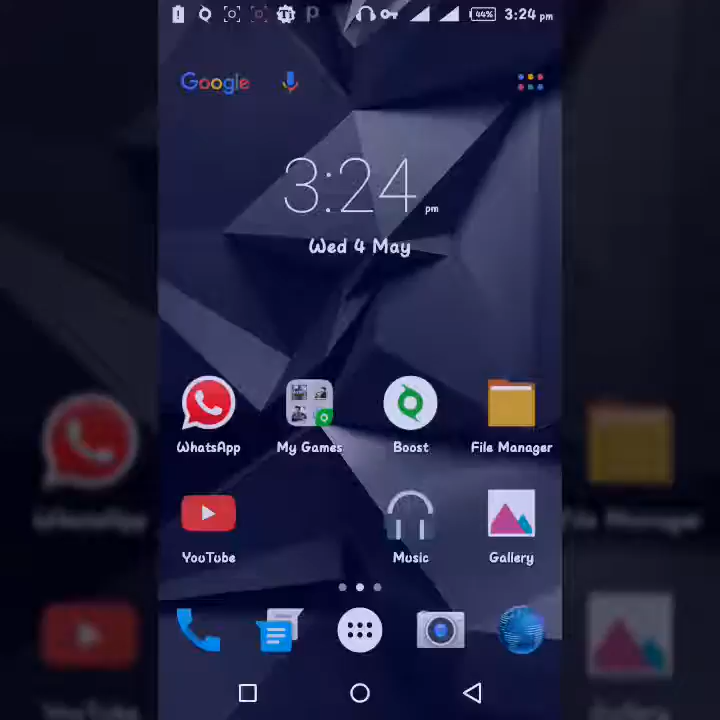 Ti p 44% 3:24 pm
Google
3:24 pm
Wed 4 May
WhatsApp My Games Boost File Manager
YouTube Music Gallery